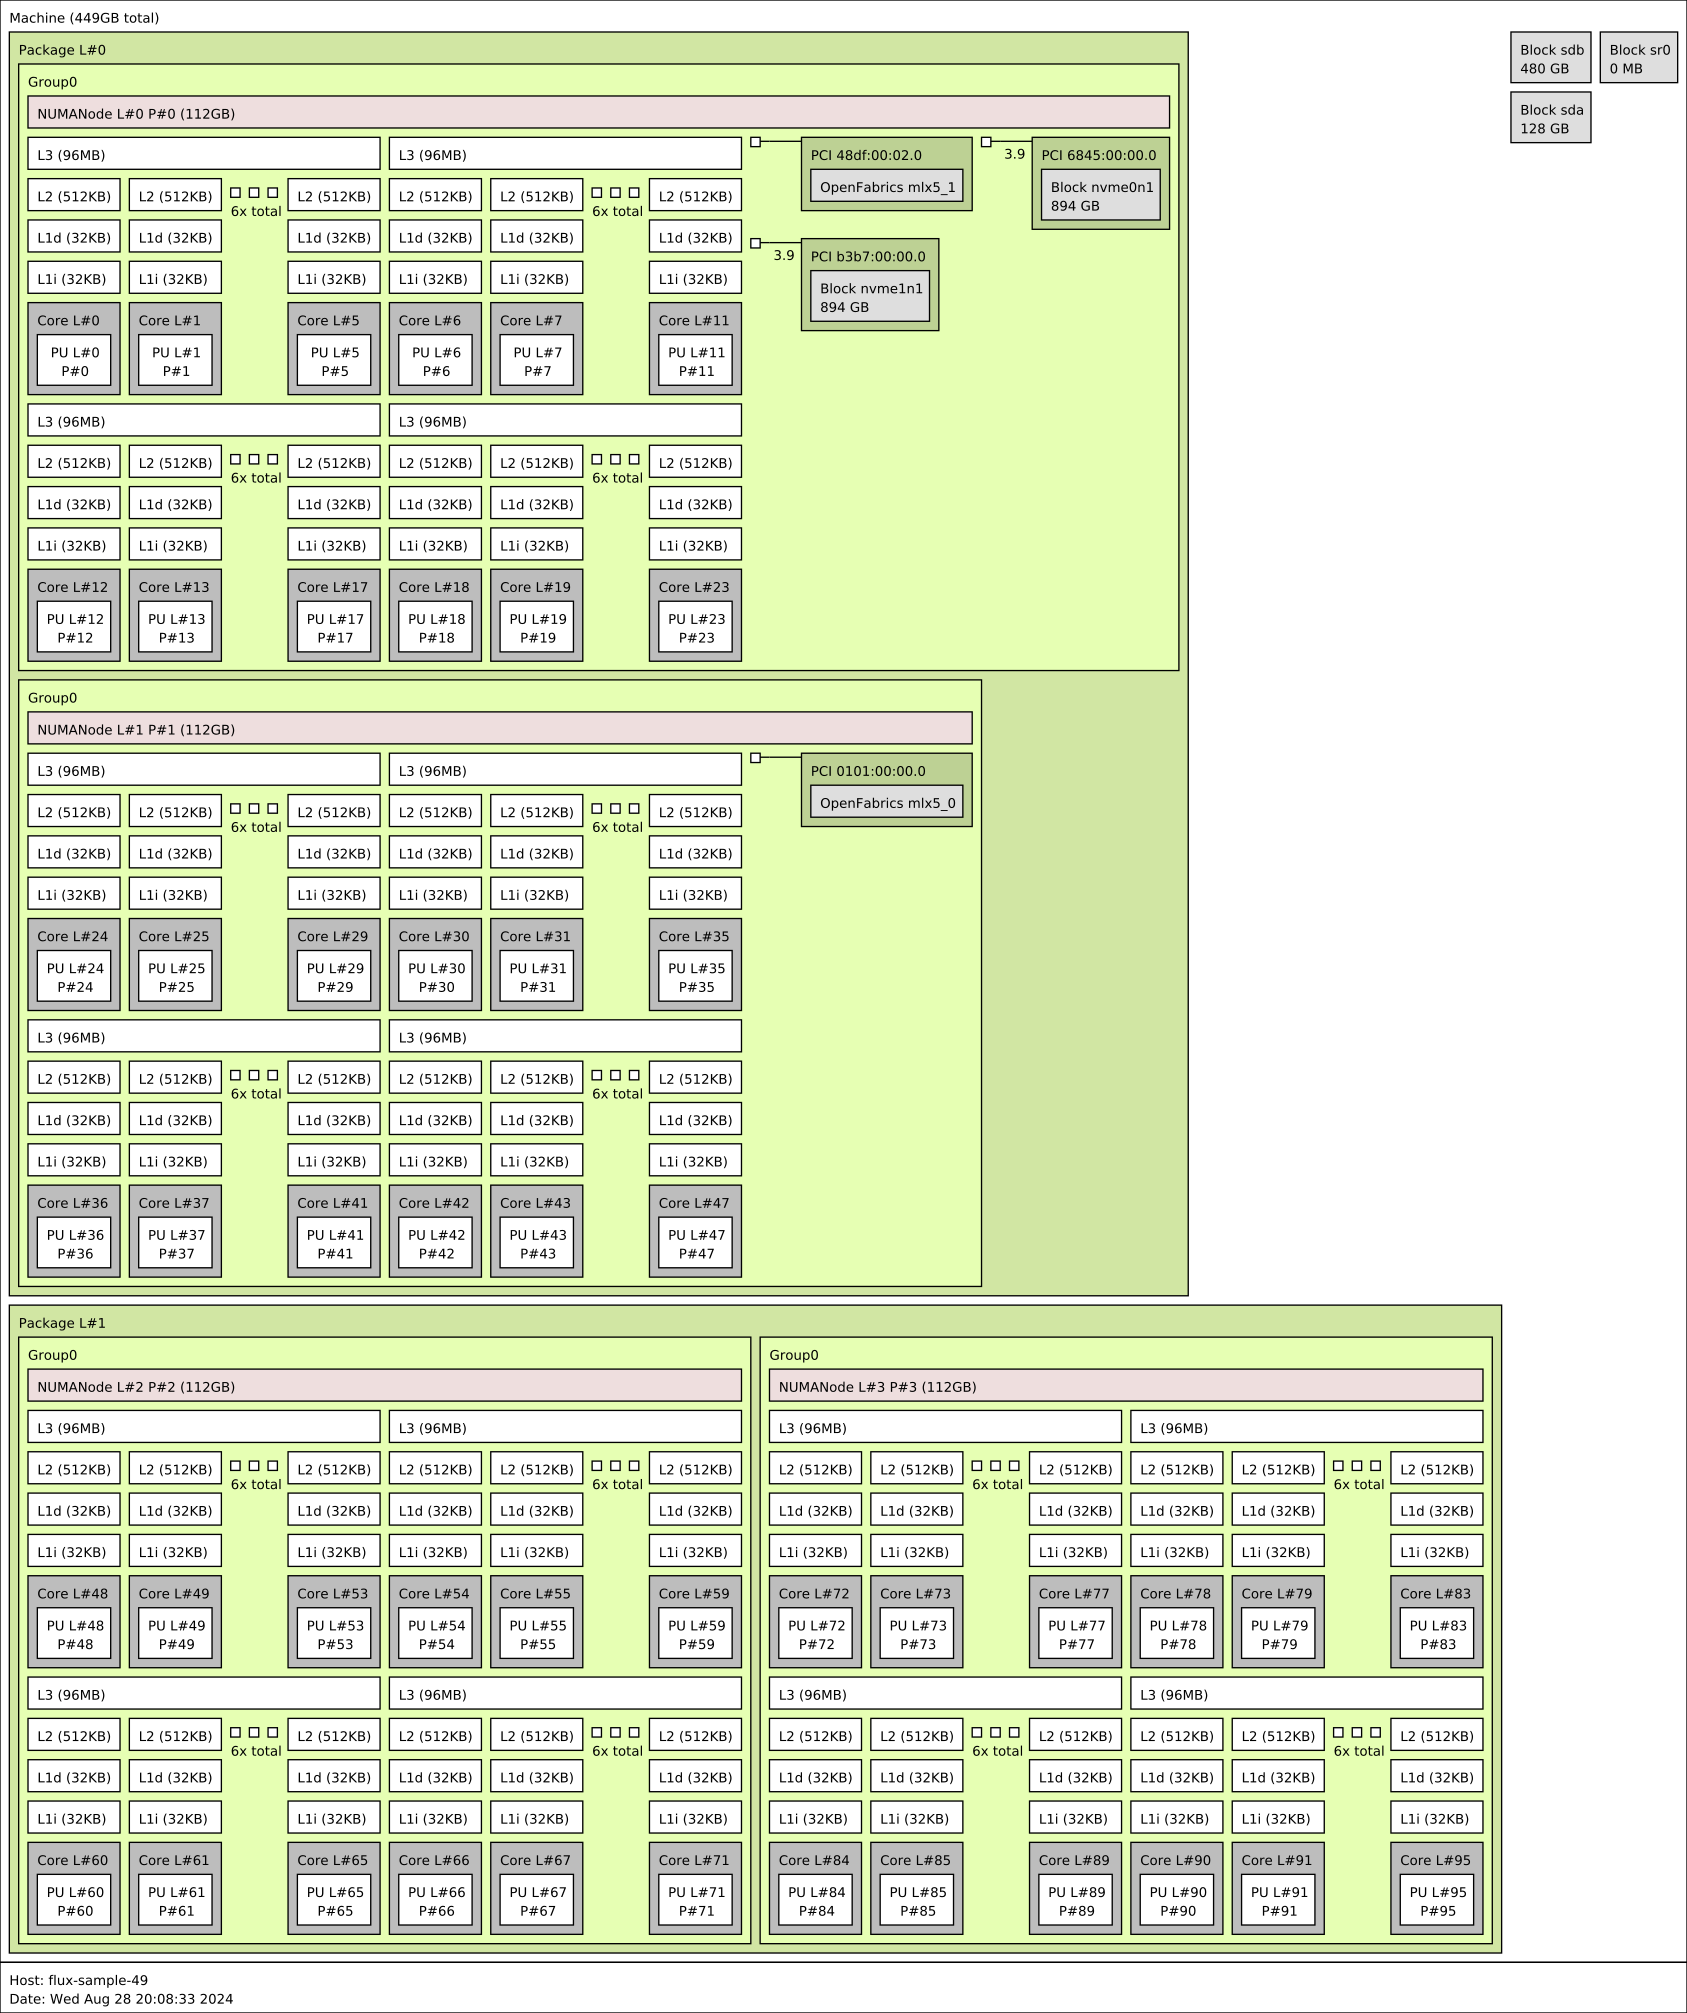 Machine (449GB total)
Package L#0
Block sdb Block sr0
480 GB 0 MB
Block sda
128 GB
Group0
NUMANode L#0 P#0 (112GB)
L3 (96MB) L3 (96MB)
PCI 48df:00:02.0
OpenFabrics mlx5_1
3.9 PCI 6845:00:00.0
Block nvme0n1
894 GB
L2 (512KB) L2 (512KB) 6x total L2 (512KB) L2 (512KB) L2 (512KB) 6x total L2 (512KB)
L1d (32KB) L1d (32KB) L1d (32KB) L1d (32KB) L1d (32KB) L1d (32KB)
3.9 PCI b3b7:00:00.0
Block nvme1n1
894 GB
L1i (32KB) L1i (32KB) L1i (32KB) L1i (32KB) L1i (32KB) L1i (32KB)
Core L#0 Core L#1 Core L#5 Core L#6 Core L#7 Core L#11
PU L#0 PU L#1 PU L#5 PU L#6 PU L#7 PU L#11
P#0 P#1 P#5 P#6 P#7 P#11
L3 (96MB) L3 (96MB)
L2 (512KB) L2 (512KB) 6x total L2 (512KB) L2 (512KB) L2 (512KB) 6x total L2 (512KB)
L1d (32KB) L1d (32KB) L1d (32KB) L1d (32KB) L1d (32KB) L1d (32KB)
L1i (32KB) L1i (32KB) L1i (32KB) L1i (32KB) L1i (32KB) L1i (32KB)
Core L#12 Core L#13 Core L#17 Core L#18 Core L#19 Core L#23
PU L#12 PU L#13 PU L#17 PU L#18 PU L#19 PU L#23
P#12 P#13 P#17 P#18 P#19 P#23
Group0
NUMANode L#1 P#1 (112GB)
L3 (96MB) L3 (96MB)
PCI 0101:00:00.0
OpenFabrics mlx5_0
L2 (512KB) L2 (512KB) 6x total L2 (512KB) L2 (512KB) L2 (512KB) 6x total L2 (512KB)
L1d (32KB) L1d (32KB) L1d (32KB) L1d (32KB) L1d (32KB) L1d (32KB)
L1i (32KB) L1i (32KB) L1i (32KB) L1i (32KB) L1i (32KB) L1i (32KB)
Core L#24 Core L#25 Core L#29 Core L#30 Core L#31 Core L#35
PU L#24 PU L#25 PU L#29 PU L#30 PU L#31 PU L#35
P#24 P#25 P#29 P#30 P#31 P#35
L3 (96MB) L3 (96MB)
L2 (512KB) L2 (512KB) 6x total L2 (512KB) L2 (512KB) L2 (512KB) 6x total L2 (512KB)
L1d (32KB) L1d (32KB) L1d (32KB) L1d (32KB) L1d (32KB) L1d (32KB)
L1i (32KB) L1i (32KB) L1i (32KB) L1i (32KB) L1i (32KB) L1i (32KB)
Core L#36 Core L#37 Core L#41 Core L#42 Core L#43 Core L#47
PU L#36 PU L#37 PU L#41 PU L#42 PU L#43 PU L#47
P#36 P#37 P#41 P#42 P#43 P#47
Package L#1
Group0 Group0
NUMANode L#2 P#2 (112GB) NUMANode L#3 P#3 (112GB)
L3 (96MB) L3 (96MB) L3 (96MB) L3 (96MB)
L2 (512KB) L2 (512KB) 6x total L2 (512KB) L2 (512KB) L2 (512KB) 6x total L2 (512KB) L2 (512KB) L2 (512KB) 6x total L2 (512KB) L2 (512KB) L2 (512KB) 6x total L2 (512KB)
L1d (32KB) L1d (32KB) L1d (32KB) L1d (32KB) L1d (32KB) L1d (32KB) L1d (32KB) L1d (32KB) L1d (32KB) L1d (32KB) L1d (32KB) L1d (32KB)
L1i (32KB) L1i (32KB) L1i (32KB) L1i (32KB) L1i (32KB) L1i (32KB) L1i (32KB) L1i (32KB) L1i (32KB) L1i (32KB) L1i (32KB) L1i (32KB)
Core L#48 Core L#49 Core L#53 Core L#54 Core L#55 Core L#59 Core L#72 Core L#73 Core L#77 Core L#78 Core L#79 Core L#83
PU L#48 PU L#49 PU L#53 PU L#54 PU L#55 PU L#59 PU L#72 PU L#73 PU L#77 PU L#78 PU L#79 PU L#83
P#48 P#49 P#53 P#54 P#55 P#59 P#72 P#73 P#77 P#78 P#79 P#83
L3 (96MB) L3 (96MB) L3 (96MB) L3 (96MB)
L2 (512KB) L2 (512KB) 6x total L2 (512KB) L2 (512KB) L2 (512KB) 6x total L2 (512KB) L2 (512KB) L2 (512KB) 6x total L2 (512KB) L2 (512KB) L2 (512KB) 6x total L2 (512KB)
L1d (32KB) L1d (32KB) L1d (32KB) L1d (32KB) L1d (32KB) L1d (32KB) L1d (32KB) L1d (32KB) L1d (32KB) L1d (32KB) L1d (32KB) L1d (32KB)
L1i (32KB) L1i (32KB) L1i (32KB) L1i (32KB) L1i (32KB) L1i (32KB) L1i (32KB) L1i (32KB) L1i (32KB) L1i (32KB) L1i (32KB) L1i (32KB)
Core L#60 Core L#61 Core L#65 Core L#66 Core L#67 Core L#71 Core L#84 Core L#85 Core L#89 Core L#90 Core L#91 Core L#95
PU L#60 PU L#61 PU L#65 PU L#66 PU L#67 PU L#71 PU L#84 PU L#85 PU L#89 PU L#90 PU L#91 PU L#95
P#60 P#61 P#65 P#66 P#67 P#71 P#84 P#85 P#89 P#90 P#91 P#95
Host: flux-sample-49
Date: Wed Aug 28 20:08:33 2024